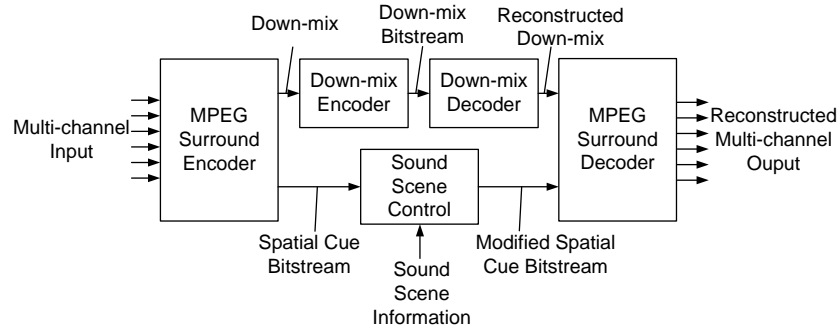 Down-mix
Down-mix
Bitstream
Reconstructed
Down-mix
Multi-channel
Input
MPEG
Surround
Encoder
Down-mix
Encoder
Down-mix
Decoder
MPEG
Surround
Decoder
Reconstructed
Multi-channel
Ouput
Sound
Scene
Control
Spatial Cue
Bitstream
Modified Spatial
Cue Bitstream
Sound
Scene
Information